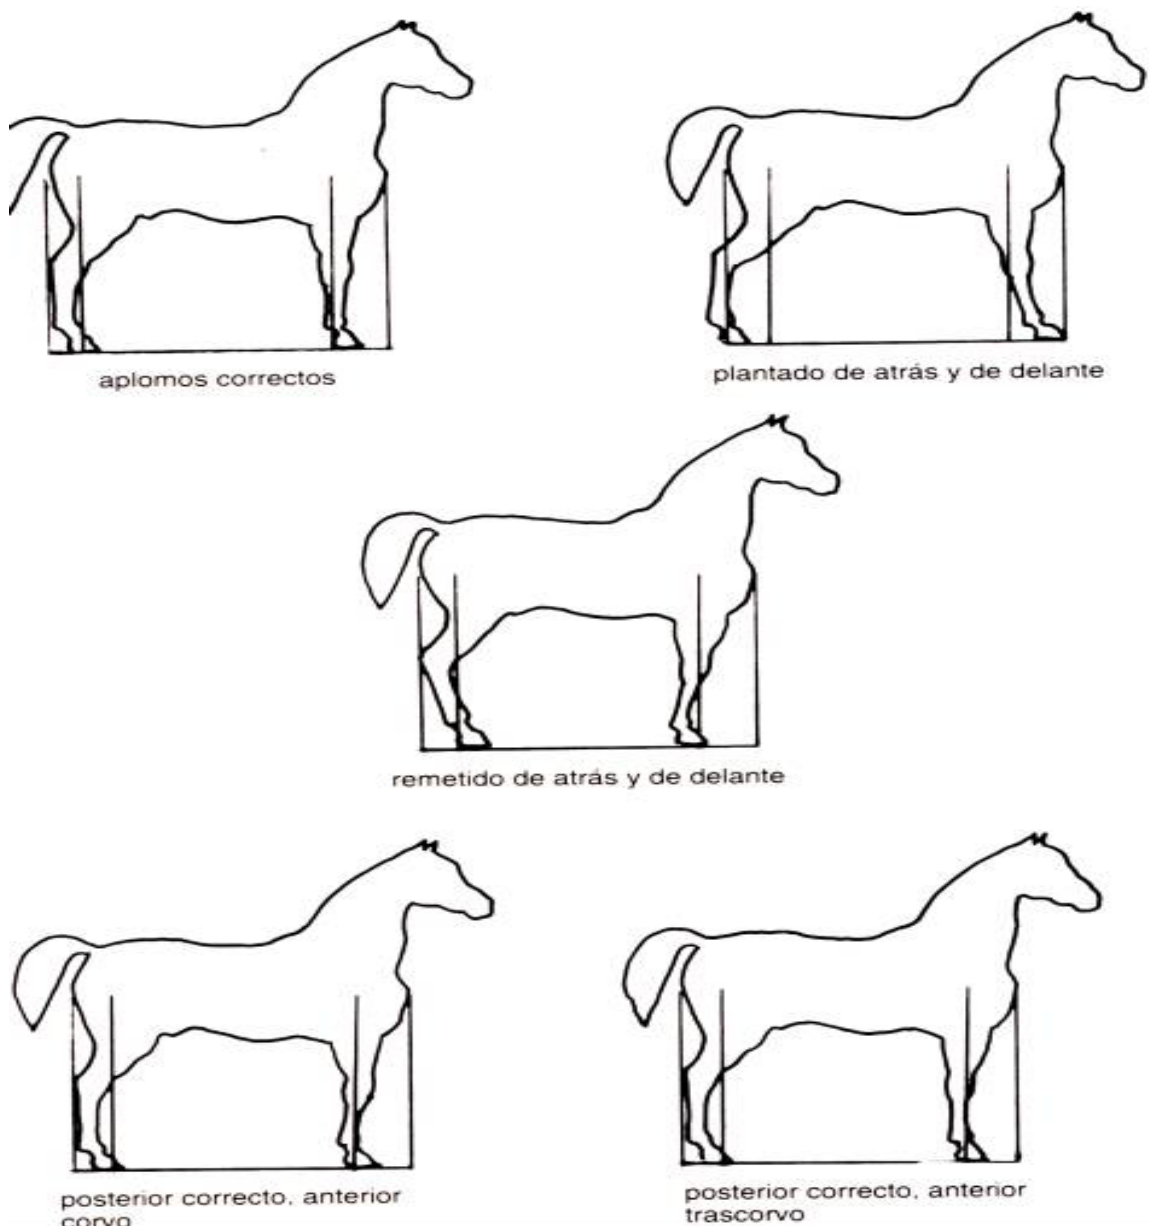 aplomos correctos
plantado de atrás y de delante
remetido de atrás y de delante
posterior correcto, anterior
corvo
posterior correcto, anterior
trascorvo